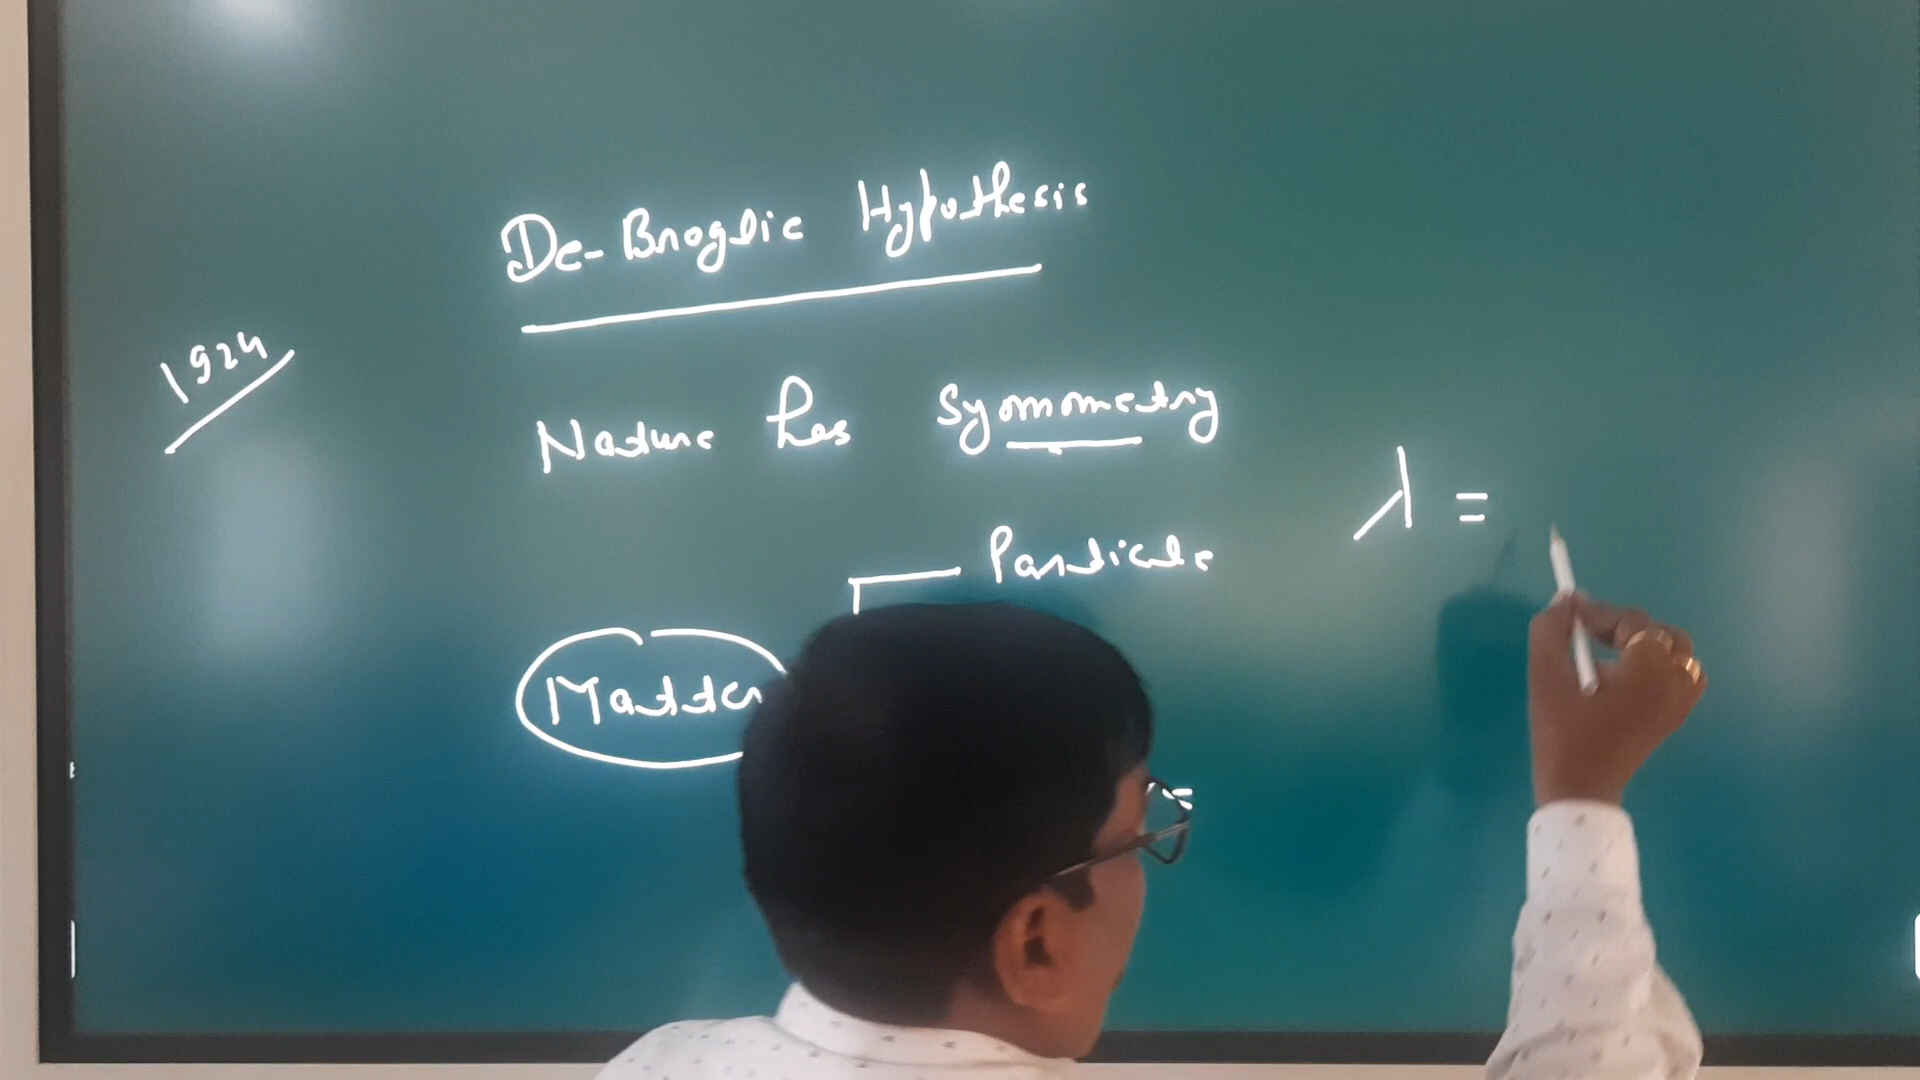 De-Broglie Hypothesis
1924
Nature has Symmetry
λ =
Particle
Matter